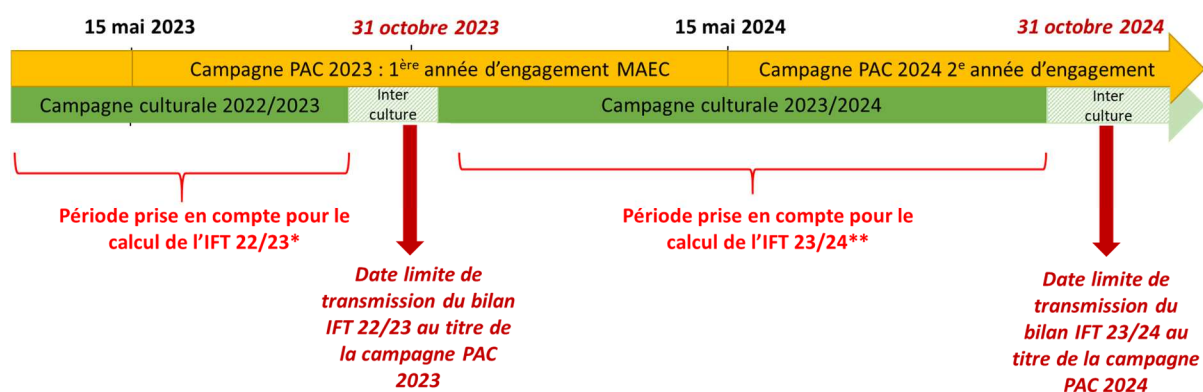 15 mai 2023
31 octobre 2023
15 mai 2024
31 octobre 2024
Campagne PAC 2023 : 1ère année d’engagement MAEC
Campagne PAC 2024 2e année d’engagement
Campagne culturale 2022/2023
Inter
culture
Campagne culturale 2023/2024
Inter
culture
Période prise en compte pour le
calcul de l’IFT 22/23*
Période prise en compte pour le
calcul de l’IFT 23/24**
Date limite de
transmission du bilan
IFT 22/23 au titre de
la campagne PAC
2023
Date limite de
transmission du
bilan IFT 23/24 au
titre de la campagne
PAC 2024